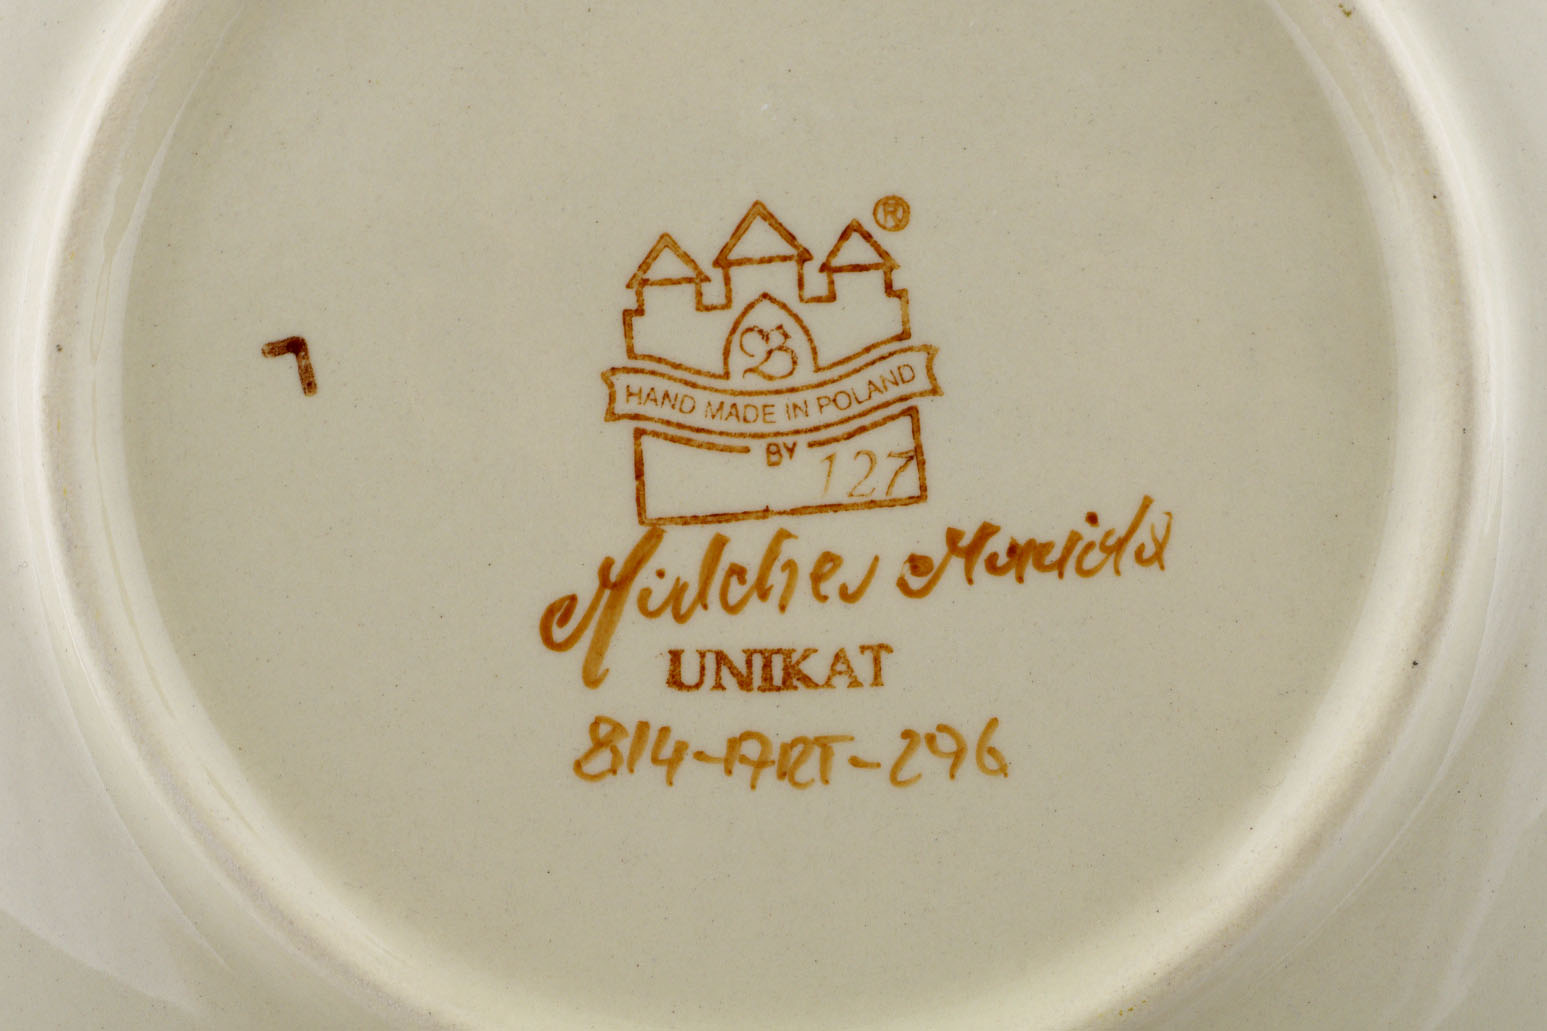 ®
B
HAND MADE IN POLAND
BY
127
UNIKAT
814-ART-296